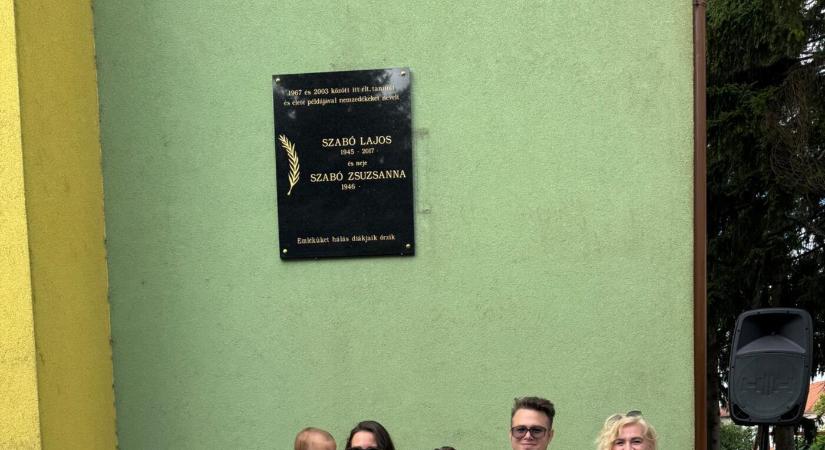 1967 és 2003 között itt élt, tanított
és élete példájával nemzedékeket nevelt
SZABÓ LAJOS
1945 - 2017
és neje
SZABÓ ZSUZSANNA
1946 -
Emléküket hálás diákjaik őrzik